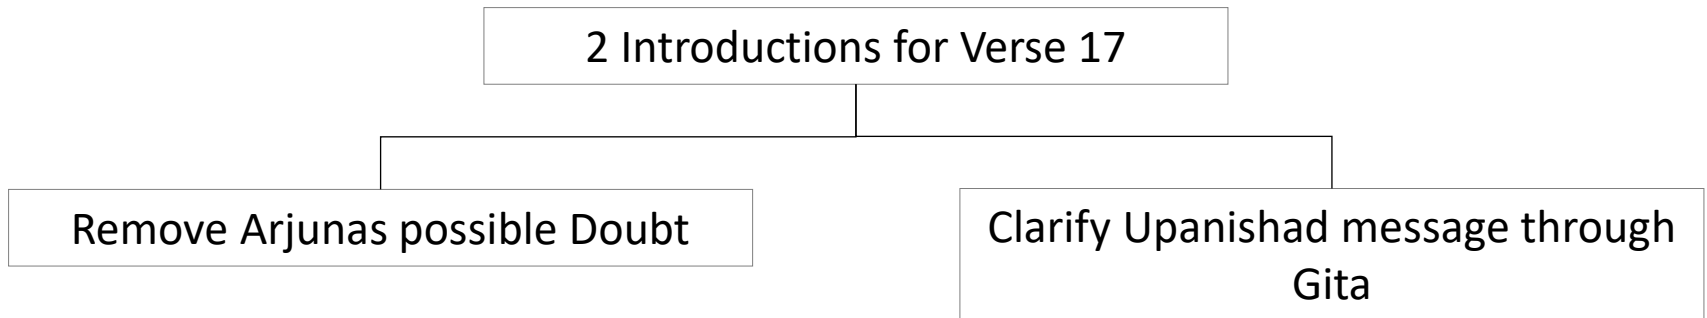 2 Introductions for Verse 17
Remove Arjunas possible Doubt
Clarify Upanishad message through
Gita